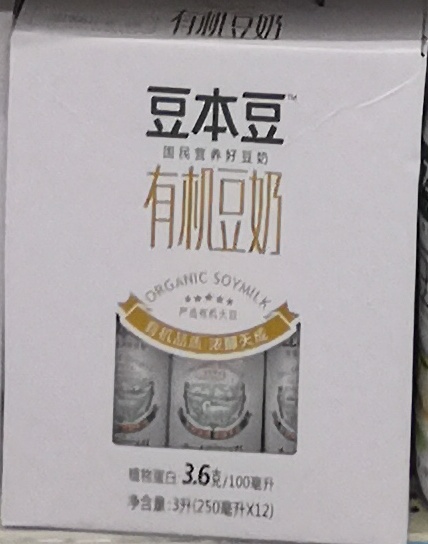 有机豆奶
豆本豆™
国民营养好豆奶
有机豆奶
ORGANIC SOYMILK
严选有机大豆
有机品质 浓醇天成
植物蛋白:3.6克/100毫升
净含量:3升(250毫升X12)